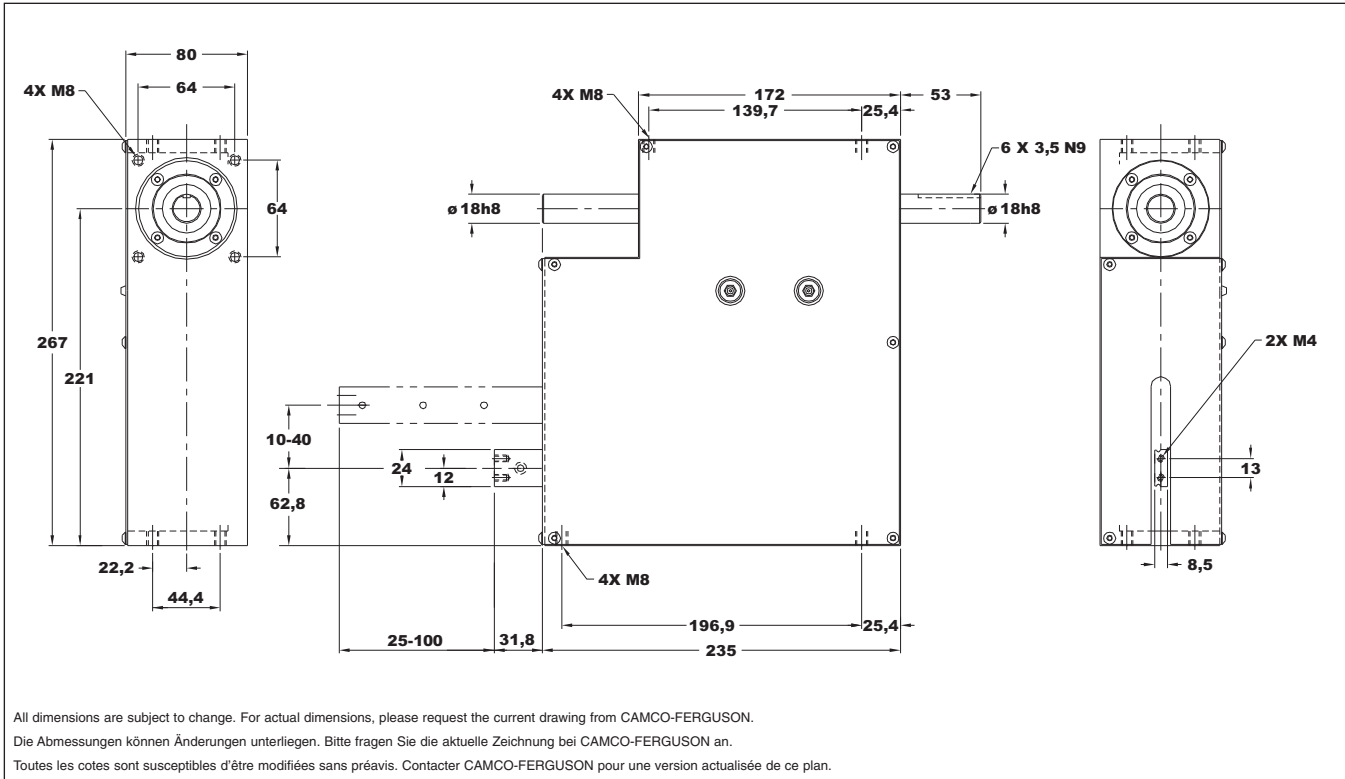 80
64
4X M8
64
267
221
22,2
44,4
172
53
4X M8
139,7
25,4
6 X 3,5 N9
ø 18h8
ø 18h8
10-40
24
12
62,8
4X M8
196,9
25,4
25-100
31,8
235
2X M4
13
8,5
All dimensions are subject to change. For actual dimensions, please request the current drawing from CAMCO-FERGUSON.
Die Abmessungen können Änderungen unterliegen. Bitte fragen Sie die aktuelle Zeichnung bei CAMCO-FERGUSON an.
Toutes les cotes sont susceptibles d'être modifiées sans préavis. Contacter CAMCO-FERGUSON pour une version actualisée de ce plan.